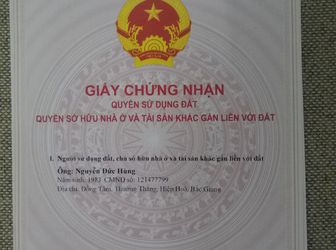 GIẤY CHỨNG NHẬN
QUYỀN SỬ DỤNG ĐẤT
QUYỀN SỞ HỮU NHÀ Ở VÀ TÀI SẢN KHÁC GẮN LIỀN VỚI ĐẤT
I. Người sử dụng đất, chủ sở hữu nhà ở và tài sản khác gắn liền với đất
Ông: Nguyễn Đức Hùng
Năm sinh: 1983 CMND số: 121477799
Địa chỉ: Đồng Tâm, Thường Thắng, Hiệp Hoà, Bắc Giang